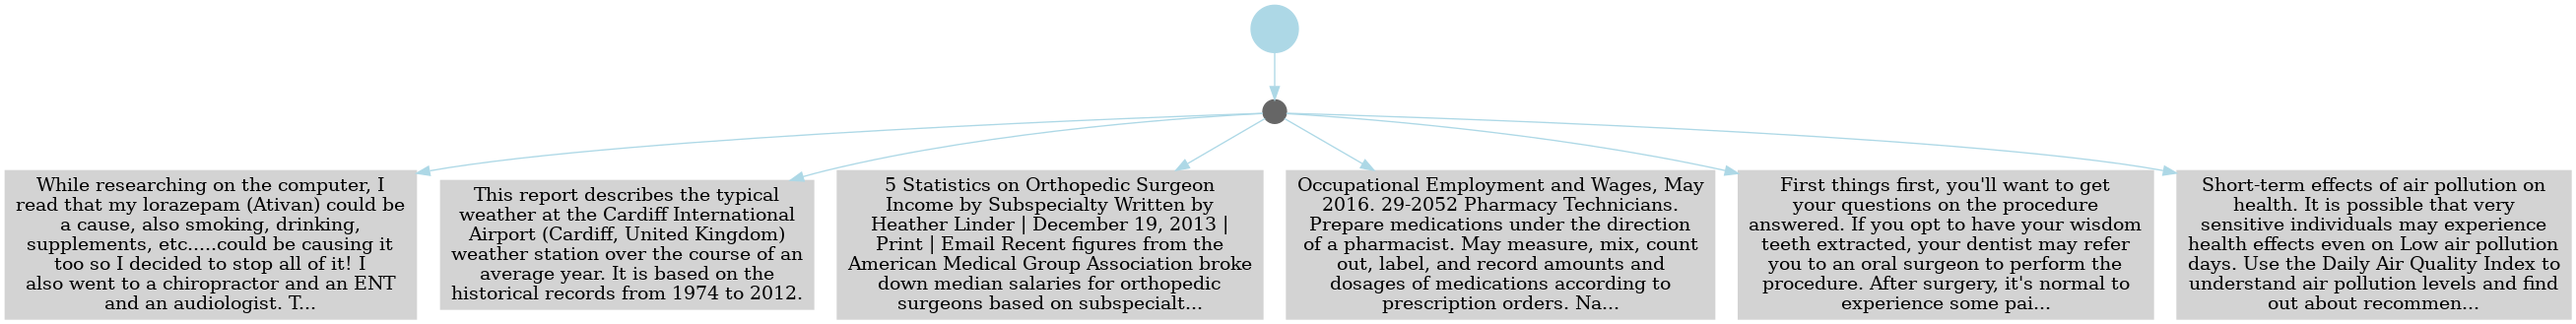 While researching on the computer, I
read that my lorazepam (Ativan) could be
a cause, also smoking, drinking,
supplements, etc.....could be causing it
too so I decided to stop all of it! I
also went to a chiropractor and an ENT
and an audiologist. T...
This report describes the typical
weather at the Cardiff International
Airport (Cardiff, United Kingdom)
weather station over the course of an
average year. It is based on the
historical records from 1974 to 2012.
5 Statistics on Orthopedic Surgeon
Income by Subspecialty Written by
Heather Linder | December 19, 2013 |
Print | Email Recent figures from the
American Medical Group Association broke
down median salaries for orthopedic
surgeons based on subspecialt...
Occupational Employment and Wages, May
2016. 29-2052 Pharmacy Technicians.
Prepare medications under the direction
of a pharmacist. May measure, mix, count
out, label, and record amounts and
dosages of medications according to
prescription orders. Na...
First things first, you'll want to get
your questions on the procedure
answered. If you opt to have your wisdom
teeth extracted, your dentist may refer
you to an oral surgeon to perform the
procedure. After surgery, it's normal to
experience some pai...
Short-term effects of air pollution on
health. It is possible that very
sensitive individuals may experience
health effects even on Low air pollution
days. Use the Daily Air Quality Index to
understand air pollution levels and find
out about recommen...